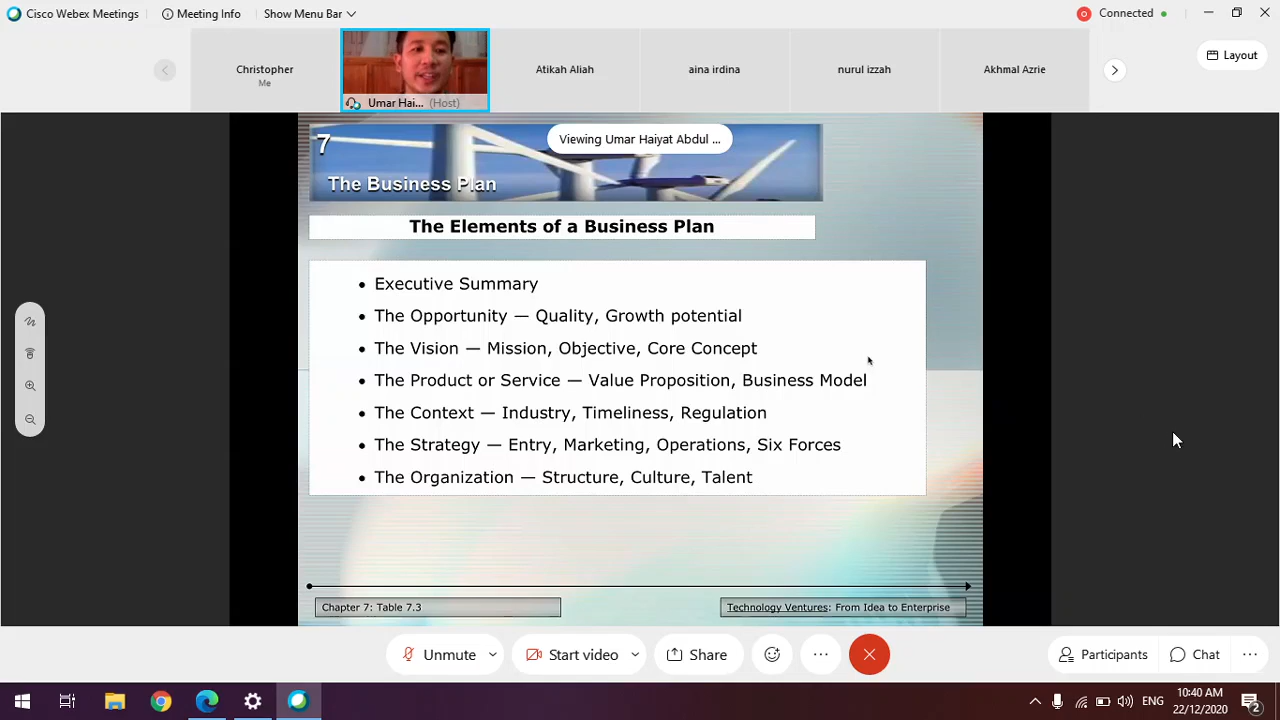 Cisco Webex Meetings
Meeting Info
Show Menu Bar
Connected
Christopher
Me
Umar Hai... (Host)
Atikah Aliah
aina irdina
nurul izzah
Akhmal Azrie
Layout
7
Viewing Umar Haiyat Abdul ...
The Business Plan
The Elements of a Business Plan
• Executive Summary
• The Opportunity — Quality, Growth potential
• The Vision — Mission, Objective, Core Concept
• The Product or Service — Value Proposition, Business Model
• The Context — Industry, Timeliness, Regulation
• The Strategy — Entry, Marketing, Operations, Six Forces
• The Organization — Structure, Culture, Talent
Chapter 7: Table 7.3
Technology Ventures: From Idea to Enterprise
Unmute
Start video
Share
Participants
Chat
ENG
10:40 AM
22/12/2020
2